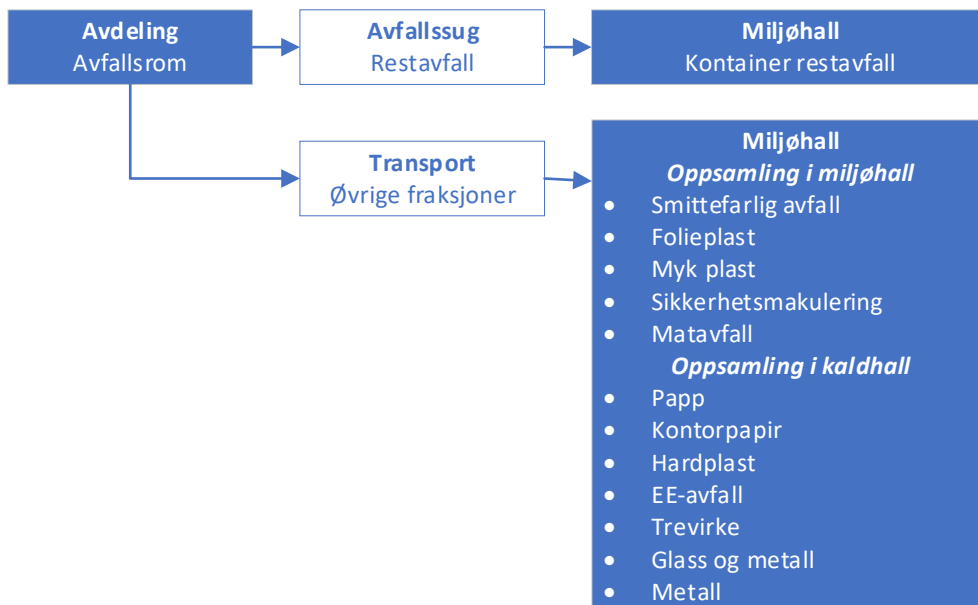 Avdeling
Avfallsrom
Avfallssug
Restavfall
Miljøhall
Kontainer restavfall
Transport
Øvrige fraksjoner
Miljøhall
Oppsamling i miljøhall
• Smittefarlig avfall
• Folieplast
• Myk plast
• Sikkerhetsmakulering
• Matavfall
Oppsamling i kaldhall
• Papp
• Kontorpapir
• Hardplast
• EE-avfall
• Trevirke
• Glass og metall
• Metall